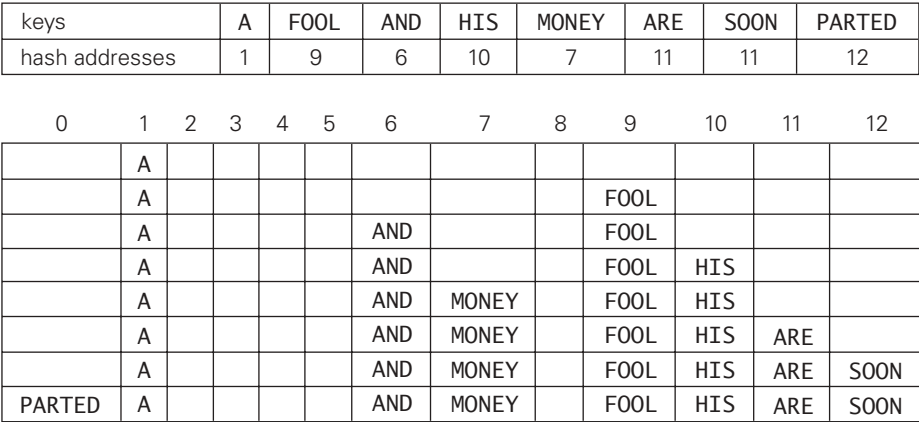 keys A FOOL AND HIS MONEY ARE SOON PARTED
hash addresses 1 9 6 10 7 11 11 12
0 1 2 3 4 5 6 7 8 9 10 11 12
A
A FOOL
A AND FOOL
A AND FOOL HIS
A AND MONEY FOOL HIS
A AND MONEY FOOL HIS ARE
A AND MONEY FOOL HIS ARE SOON
PARTED A AND MONEY FOOL HIS ARE SOON